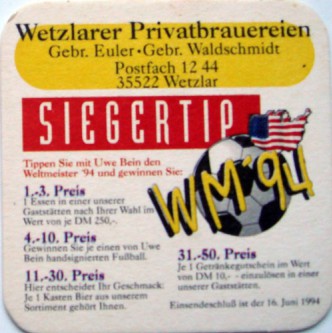 Wetzlarer Privatbrauereien
Gebr. Euler • Gebr. Waldschmidt
Postfach 12 44
35522 Wetzlar
SIEGERTIP
Tippen Sie mit Uwe Bein den
Weltmeister '94 und gewinnen Sie:
WM '94
1.-3. Preis
1 Essen in einer unserer
Gaststätten nach Ihrer Wahl im
Wert von je DM 250,-.
4.-10. Preis
Gewinnen Sie je einen von Uwe
Bein handsignierten Fußball.
11.-30. Preis
Hier entscheidet Ihr Geschmack:
Je 1 Kasten Bier aus unserem
Sortiment gehört Ihnen.
31.-50. Preis
Je 1 Getränkegutschein im Wert
von DM 10,- - einzulösen in einer
unserer Gaststätten.
Einsendeschluß ist der 16. Juni 1994